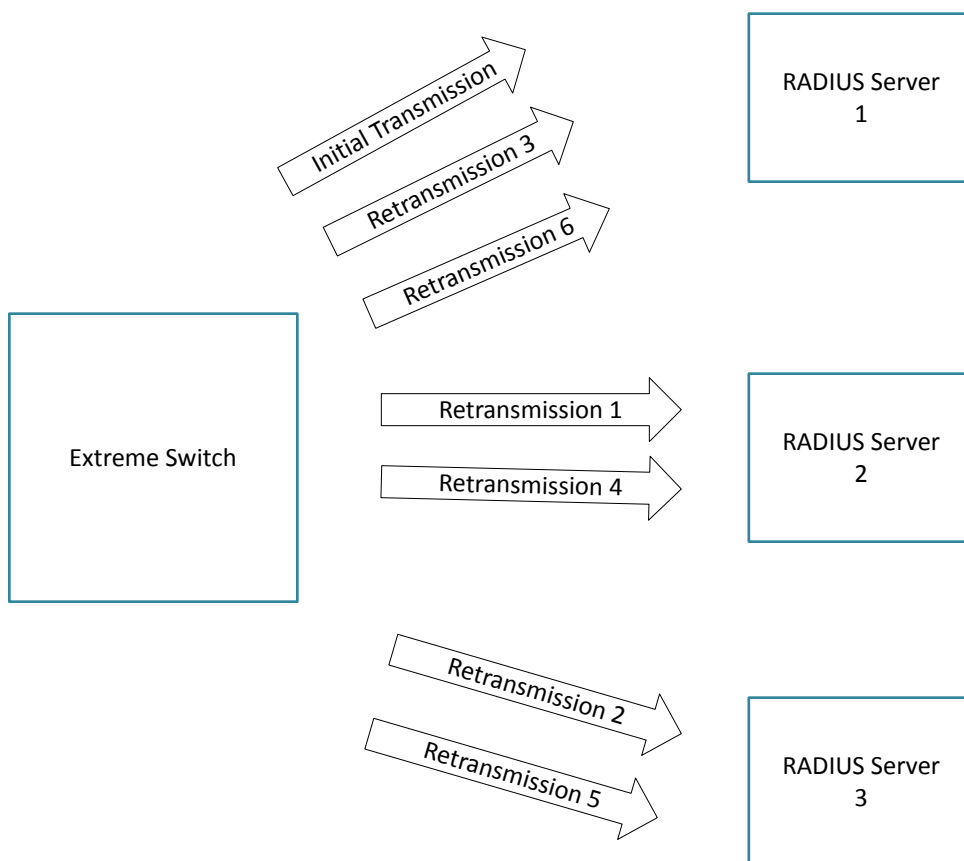 Initial Transmission
Retransmission 3
Retransmission 6
RADIUS Server
1
Extreme Switch
Retransmission 1
Retransmission 4
RADIUS Server
2
Retransmission 2
Retransmission 5
RADIUS Server
3